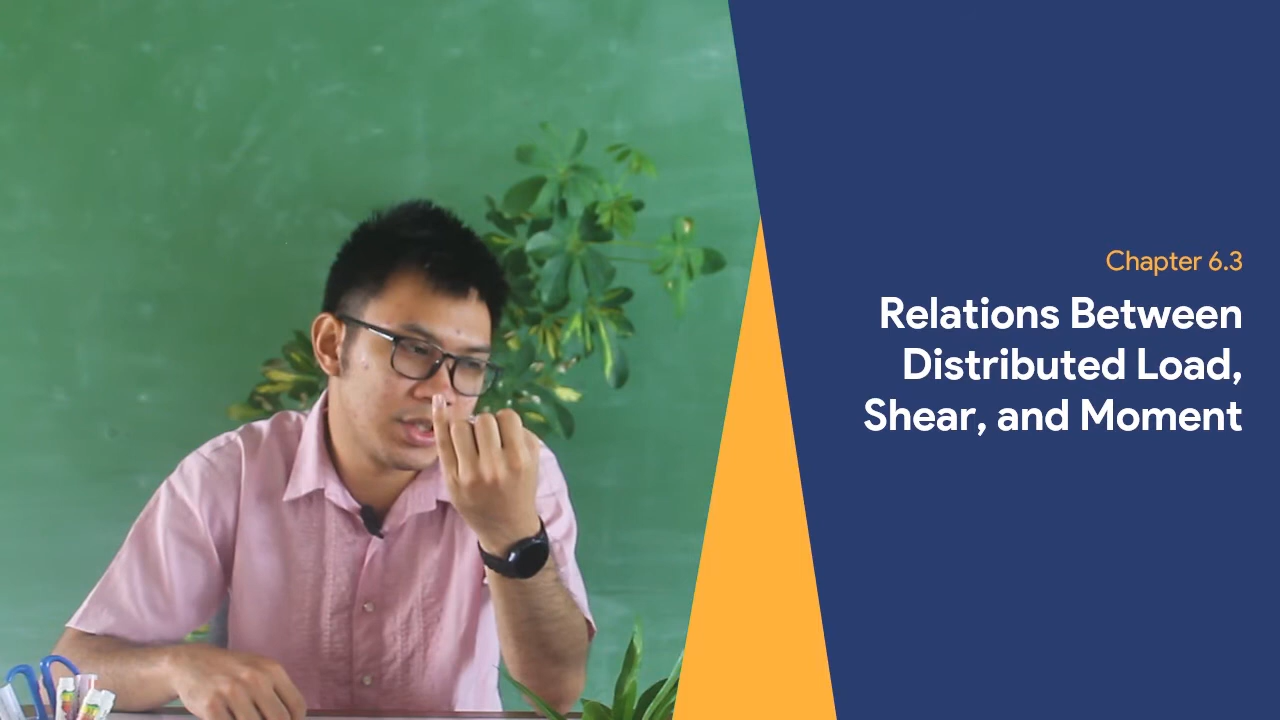 Chapter 6.3
Relations Between
Distributed Load,
Shear, and Moment